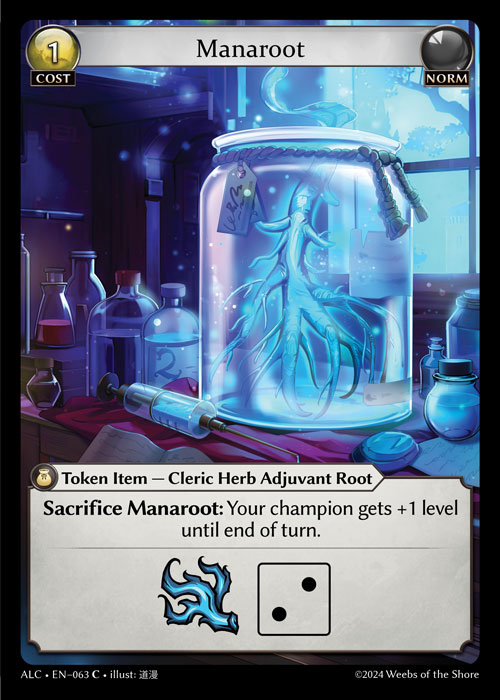 1
Manaroot
COST
NORM
2
Token Item — Cleric Herb Adjuvant Root
Sacrifice Manaroot: Your champion gets +1 level
until end of turn.
ALC • EN–063 C • illust: 道漫
©2024 Weebs of the Shore